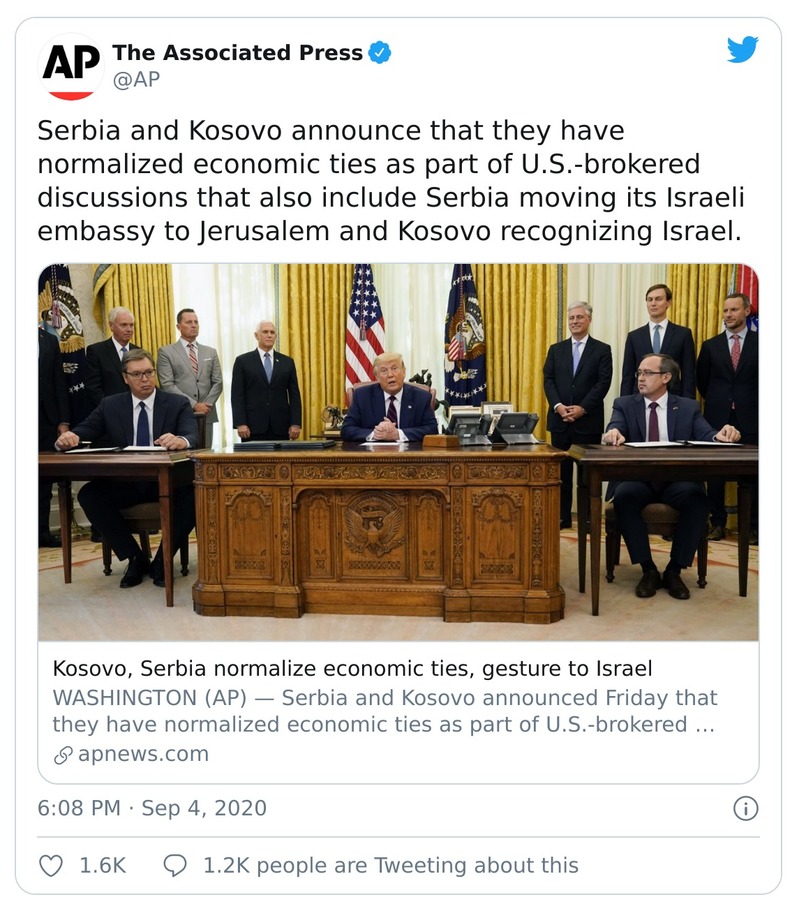 AP
The Associated Press
@AP
Serbia and Kosovo announce that they have
normalized economic ties as part of U.S.-brokered
discussions that also include Serbia moving its Israeli
embassy to Jerusalem and Kosovo recognizing Israel.
Kosovo, Serbia normalize economic ties, gesture to Israel
WASHINGTON (AP) — Serbia and Kosovo announced Friday that
they have normalized economic ties as part of U.S.-brokered ...
apnews.com
6:08 PM · Sep 4, 2020
1.6K
1.2K people are Tweeting about this